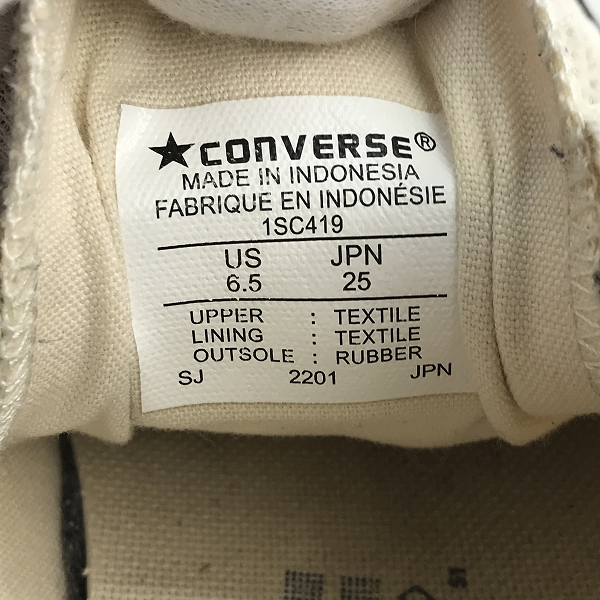 ★CONVERSE®
MADE IN INDONESIA
FABRIQUE EN INDONÉSIE
1SC419
US JPN
6.5 25
UPPER : TEXTILE
LINING : TEXTILE
OUTSOLE : RUBBER
SJ 2201 JPN